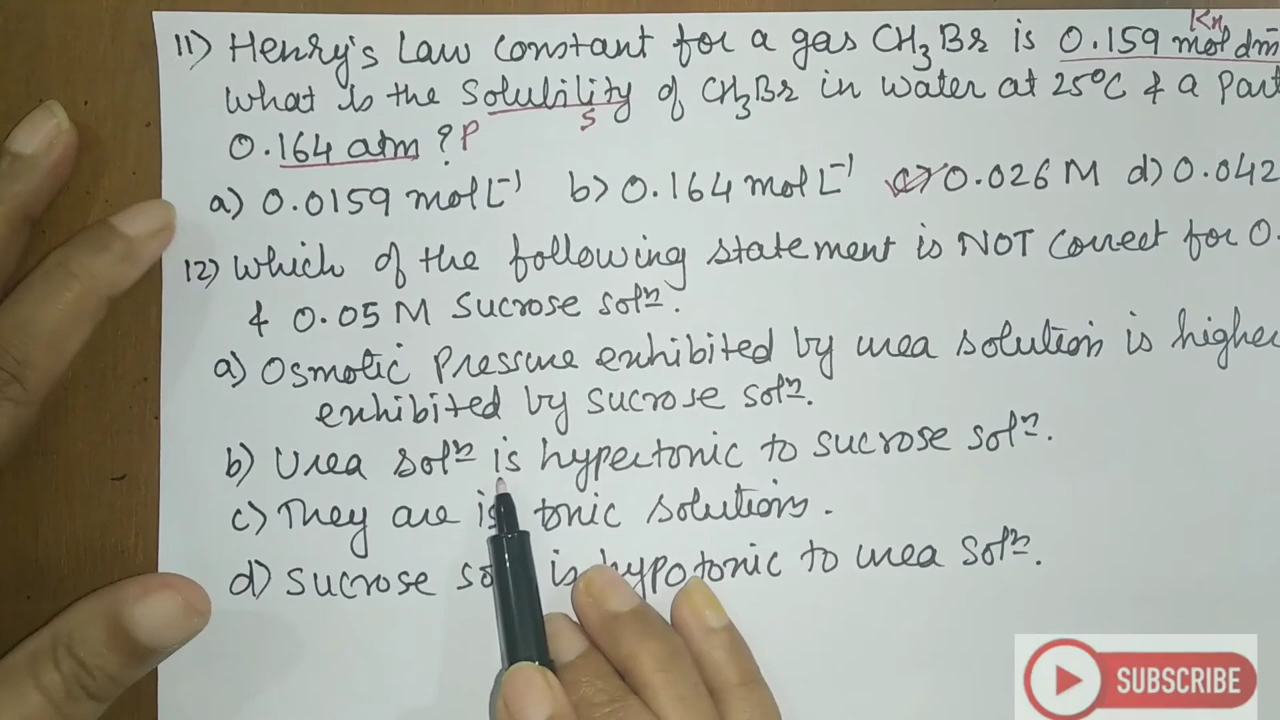 11) Henry's Law constant for a gas CH3Br is 0.159 mol dm-
KH
What is the Solubility of CH3Br in water at 25°C & a Part
S
0.164 atm ? P
a) 0.0159 mol L-1 b) 0.164 mol L-1 c) 0.026 M d) 0.042
12) Which of the following statement is NOT correct for 0.
& 0.05 M Sucrose soln.
a) Osmotic Pressure exhibited by urea solution is higher
exhibited by sucrose soln.
b) Urea soln is hypertonic to sucrose soln.
c) They are is tonic solutions.
d) Sucrose so is hypotonic to urea soln.
SUBSCRIBE